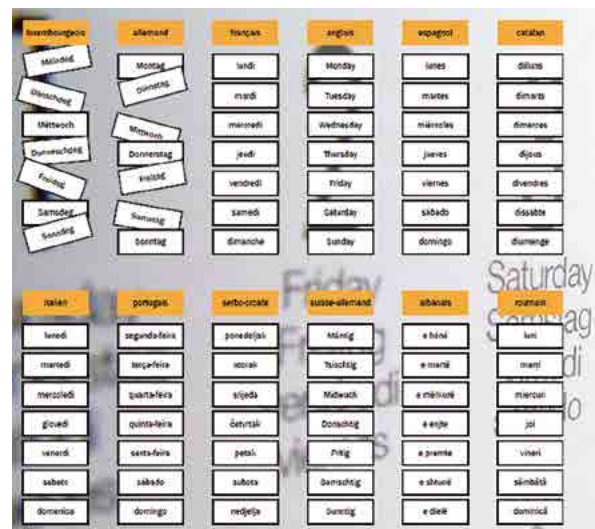 luxembourgeois
Méindeg
Dënschdeg
Mëttwoch
Donneschdeg
Freideg
Samsdeg
Sonndeg
allemand
Montag
Dienstag
Mittwoch
Donnerstag
Freitag
Samstag
Sonntag
français
lundi
mardi
mercredi
jeudi
vendredi
samedi
dimanche
anglais
Monday
Tuesday
Wednesday
Thursday
Friday
Saturday
Sunday
espagnol
lunes
martes
miércoles
jueves
viernes
sábado
domingo
catalan
dilluns
dimarts
dimecres
dijous
divendres
dissabte
diumenge
italien
lunedì
martedì
mercoledì
giovedì
venerdì
sabato
domenica
portugais
segunda-feira
terça-feira
quarta-feira
quinta-feira
sexta-feira
sábado
domingo
serbo-croate
ponedeljak
utorak
srijeda
četvrtak
petak
subota
nedjelja
suisse-allemand
Mäntig
Midwuch
Donschtig
Fritig
Samschtig
Sunntig
albanais
e hënë
e martë
e mërkurë
e enjte
e premte
e shtunë
e dielë
roumain
luni
marți
miercuri
joi
vineri
sâmbătă
duminică
Friday
Saturday